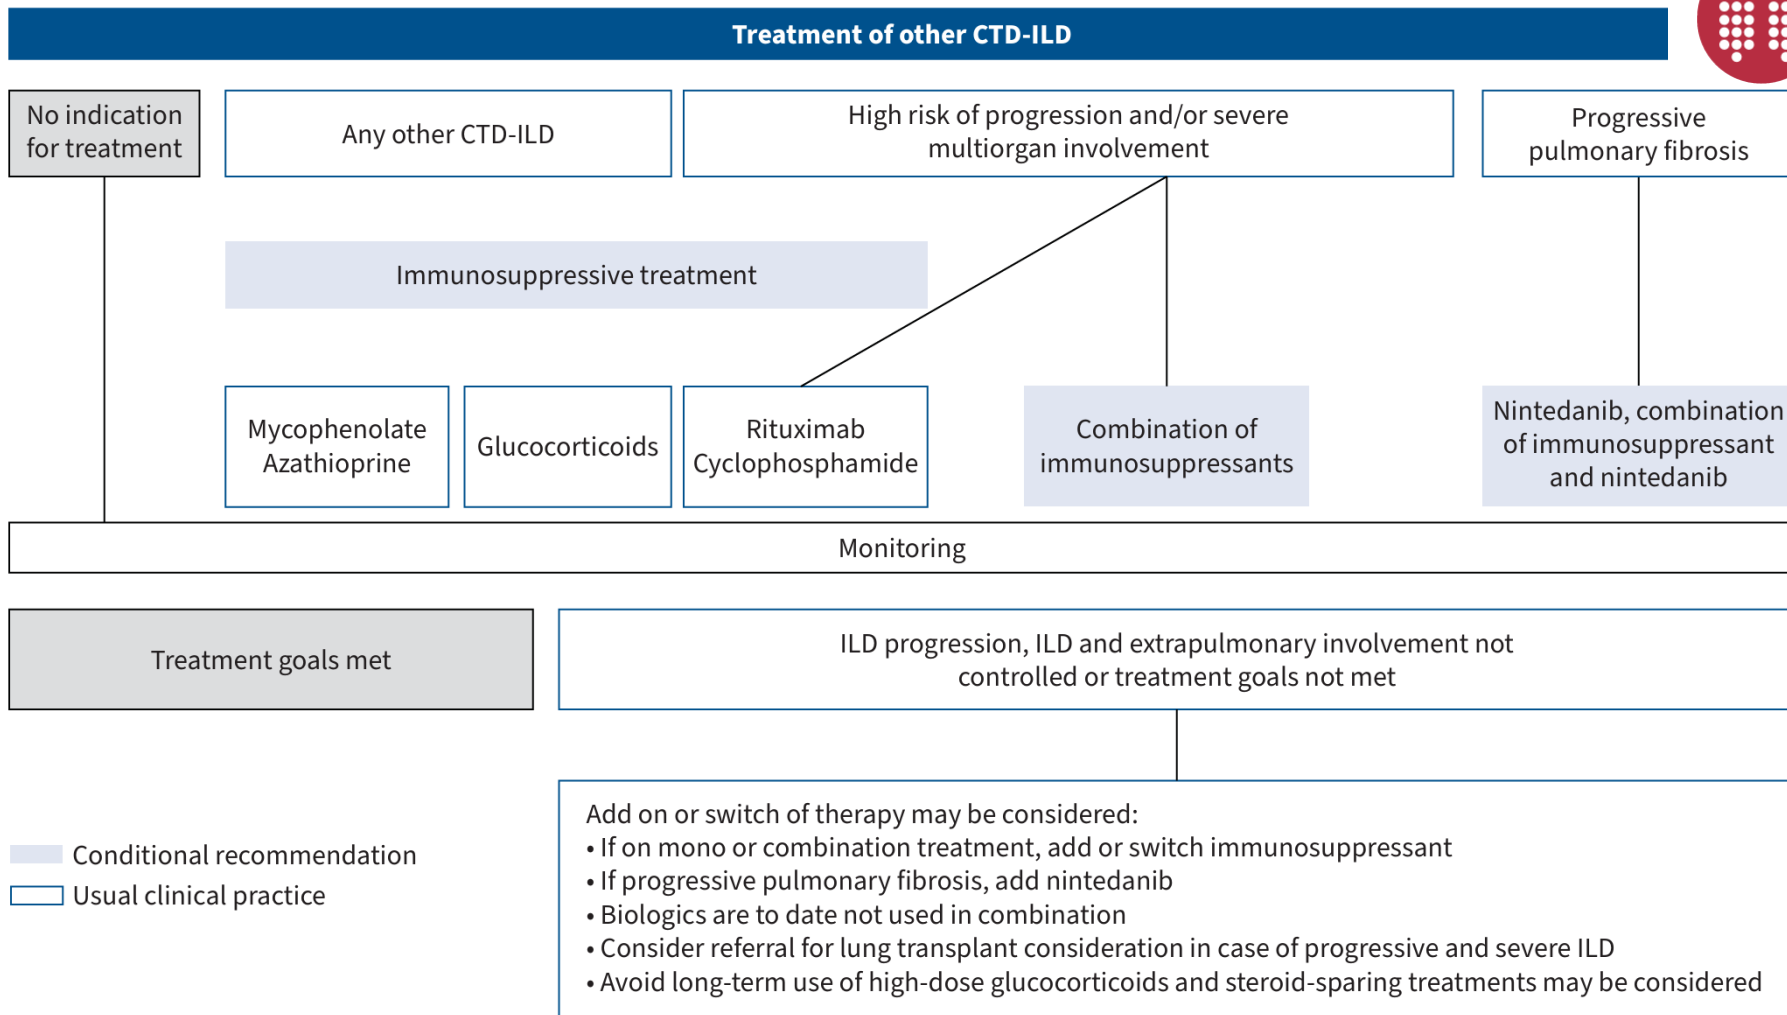 Treatment of other CTD-ILD
No indication
for treatment
Any other CTD-ILD
High risk of progression and/or severe
multiorgan involvement
Progressive
pulmonary fibrosis
Immunosuppressive treatment
Mycophenolate
Azathioprine
Glucocorticoids
Rituximab
Cyclophosphamide
Combination of
immunosuppressants
Nintedanib, combination
of immunosuppressant
and nintedanib
Monitoring
Treatment goals met
ILD progression, ILD and extrapulmonary involvement not
controlled or treatment goals not met
Conditional recommendation
Usual clinical practice
Add on or switch of therapy may be considered:
• If on mono or combination treatment, add or switch immunosuppressant
• If progressive pulmonary fibrosis, add nintedanib
• Biologics are to date not used in combination
• Consider referral for lung transplant consideration in case of progressive and severe ILD
• Avoid long-term use of high-dose glucocorticoids and steroid-sparing treatments may be considered